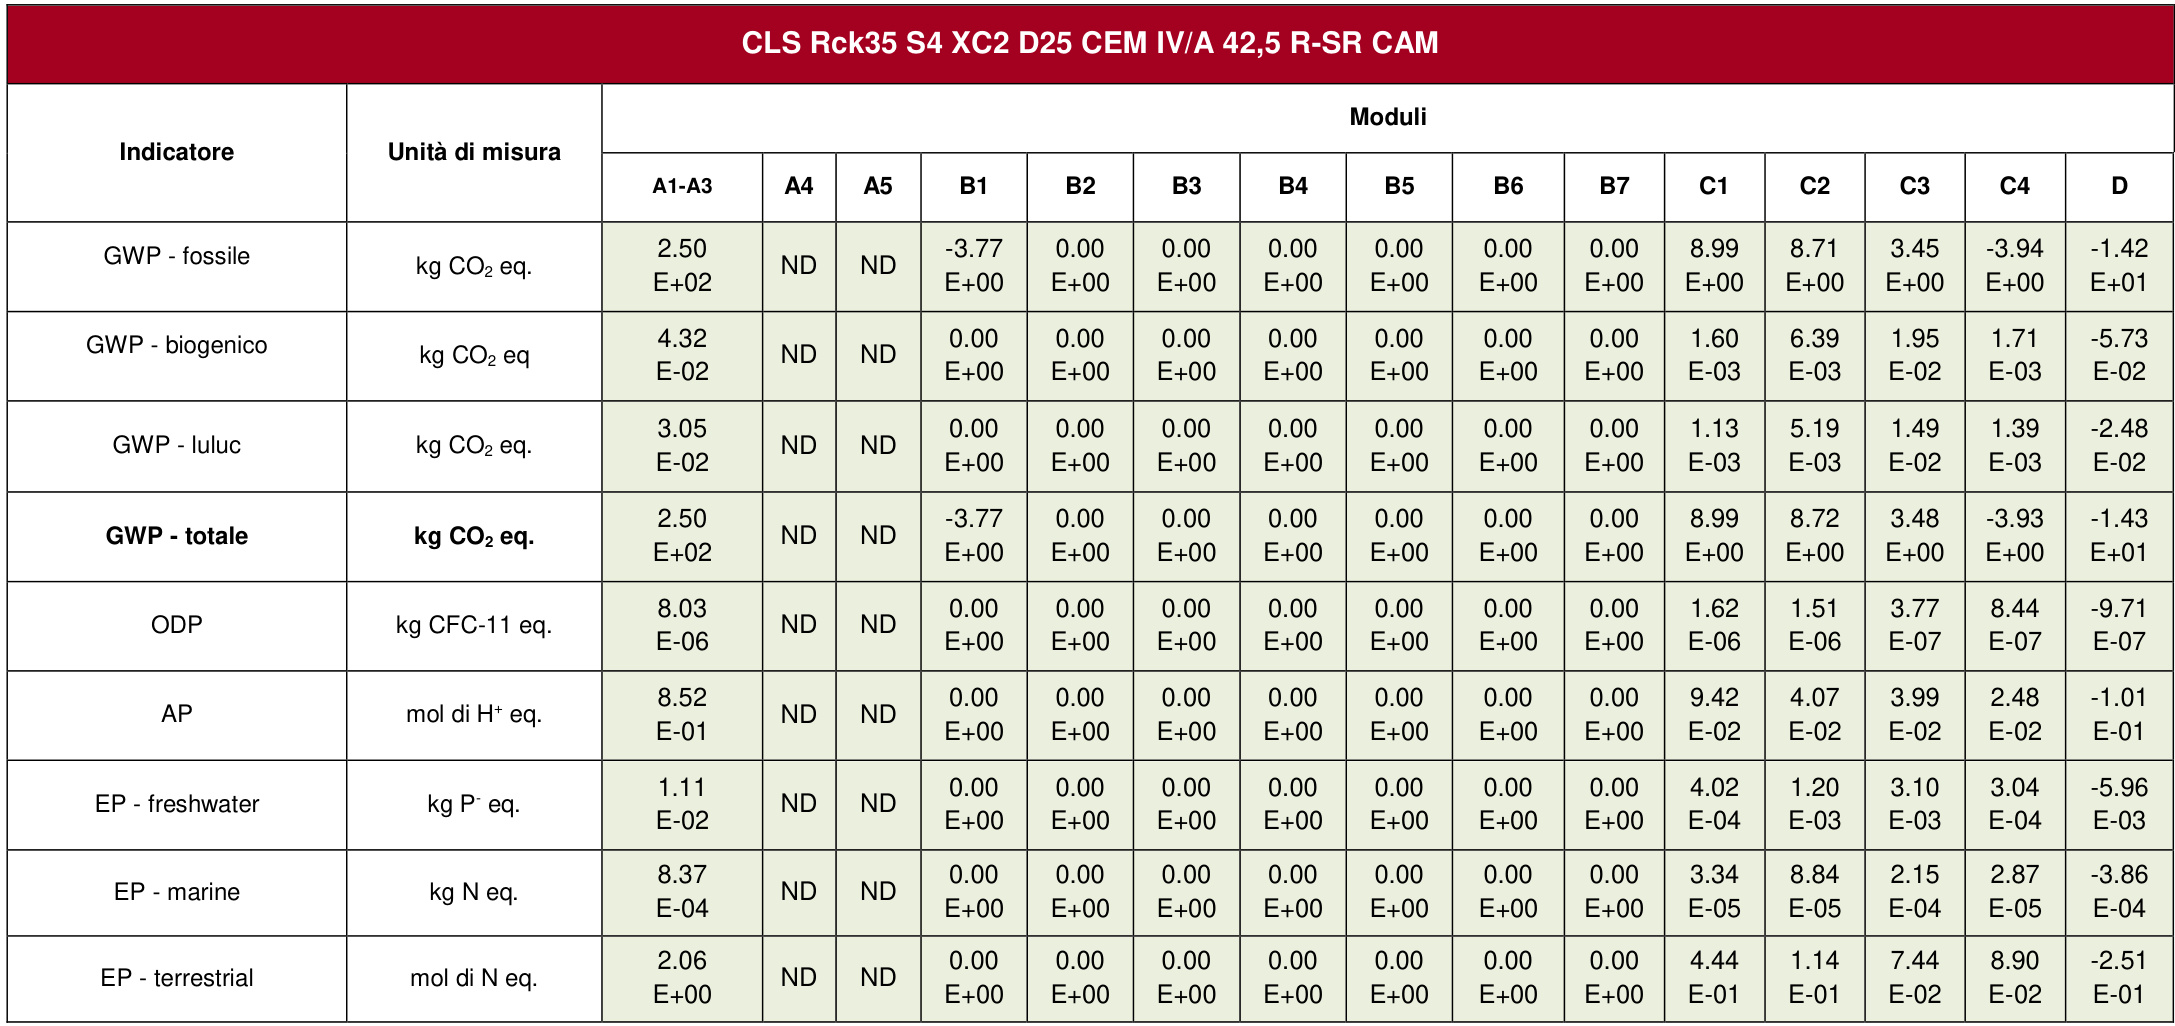 CLS Rck35 S4 XC2 D25 CEM IV/A 42,5 R-SR CAM
Indicatore Unità di misura Moduli
A1-A3 A4 A5 B1 B2 B3 B4 B5 B6 B7 C1 C2 C3 C4 D
GWP - fossile kg CO₂ eq. 2.50 E+02 ND ND -3.77 E+00 0.00 E+00 0.00 E+00 0.00 E+00 0.00 E+00 0.00 E+00 0.00 E+00 8.99 E+00 8.71 E+00 3.45 E+00 -3.94 E+00 -1.42 E+01
GWP - biogenico kg CO₂ eq 4.32 E-02 ND ND 0.00 E+00 0.00 E+00 0.00 E+00 0.00 E+00 0.00 E+00 0.00 E+00 0.00 E+00 1.60 E-03 6.39 E-03 1.95 E-02 1.71 E-03 -5.73 E-02
GWP - luluc kg CO₂ eq. 3.05 E-02 ND ND 0.00 E+00 0.00 E+00 0.00 E+00 0.00 E+00 0.00 E+00 0.00 E+00 0.00 E+00 1.13 E-03 5.19 E-03 1.49 E-02 1.39 E-03 -2.48 E-02
GWP - totale kg CO₂ eq. 2.50 E+02 ND ND -3.77 E+00 0.00 E+00 0.00 E+00 0.00 E+00 0.00 E+00 0.00 E+00 0.00 E+00 8.99 E+00 8.72 E+00 3.48 E+00 -3.93 E+00 -1.43 E+01
ODP kg CFC-11 eq. 8.03 E-06 ND ND 0.00 E+00 0.00 E+00 0.00 E+00 0.00 E+00 0.00 E+00 0.00 E+00 0.00 E+00 1.62 E-06 1.51 E-06 3.77 E-07 8.44 E-07 -9.71 E-07
AP mol di H⁺ eq. 8.52 E-01 ND ND 0.00 E+00 0.00 E+00 0.00 E+00 0.00 E+00 0.00 E+00 0.00 E+00 0.00 E+00 9.42 E-02 4.07 E-02 3.99 E-02 2.48 E-02 -1.01 E-01
EP - freshwater kg P⁻ eq. 1.11 E-02 ND ND 0.00 E+00 0.00 E+00 0.00 E+00 0.00 E+00 0.00 E+00 0.00 E+00 0.00 E+00 4.02 E-04 1.20 E-03 3.10 E-03 3.04 E-04 -5.96 E-03
EP - marine kg N eq. 8.37 E-04 ND ND 0.00 E+00 0.00 E+00 0.00 E+00 0.00 E+00 0.00 E+00 0.00 E+00 0.00 E+00 3.34 E-05 8.84 E-05 2.15 E-04 2.87 E-05 -3.86 E-04
EP - terrestrial mol di N eq. 2.06 E+00 ND ND 0.00 E+00 0.00 E+00 0.00 E+00 0.00 E+00 0.00 E+00 0.00 E+00 0.00 E+00 4.44 E-01 1.14 E-01 7.44 E-02 8.90 E-02 -2.51 E-01